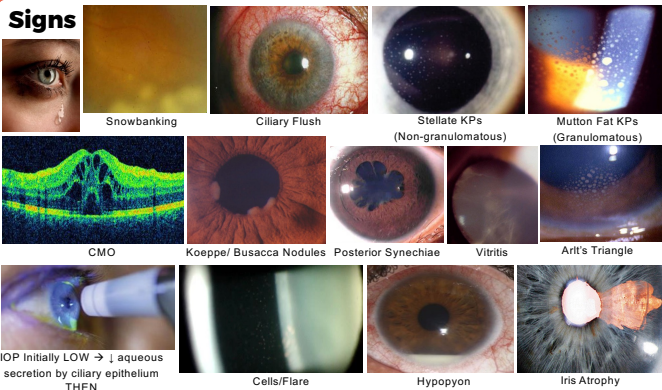 Signs
Snowbanking
Ciliary Flush
Stellate KPs
(Non-granulomatous)
Mutton Fat KPs
(Granulomatous)
CMO
Koeppe/ Busacca Nodules
Posterior Synechiae
Vitritis
Arlt's Triangle
IOP Initially LOW → ↓ aqueous
secretion by ciliary epithelium
THEN
Cells/Flare
Hypopyon
Iris Atrophy